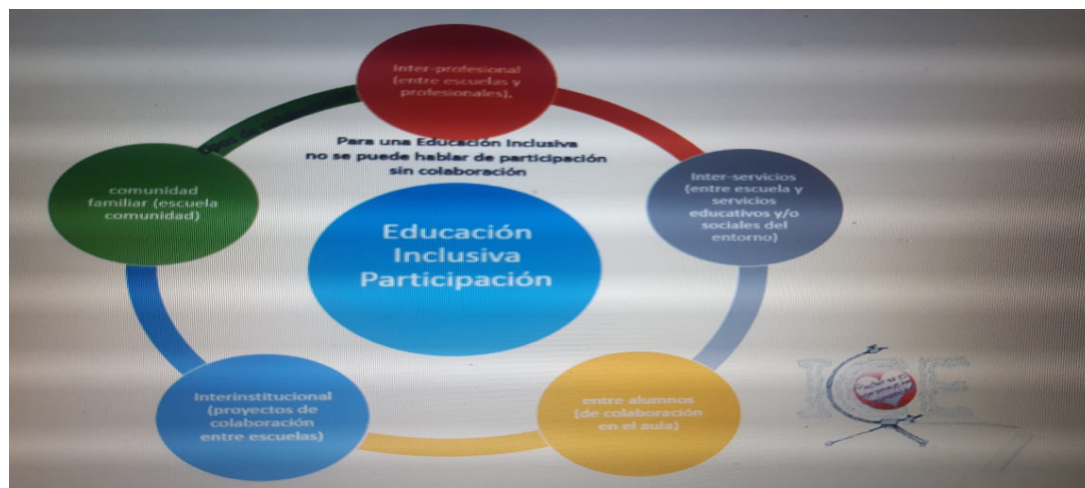 Inter-profesional
(entre escuelas y
profesionales).
Para una Educación Inclusiva
no se puede hablar de participación
sin colaboración
comunidad
familiar (escuela
comunidad)
Inter-servicios
(entre escuela y
servicios
educativos y/o
sociales del
entorno)
Educación
Inclusiva
Participación
Interinstitucional
(proyectos de
colaboración
entre escuelas)
entre alumnos
(de colaboración
en el aula)
ICE